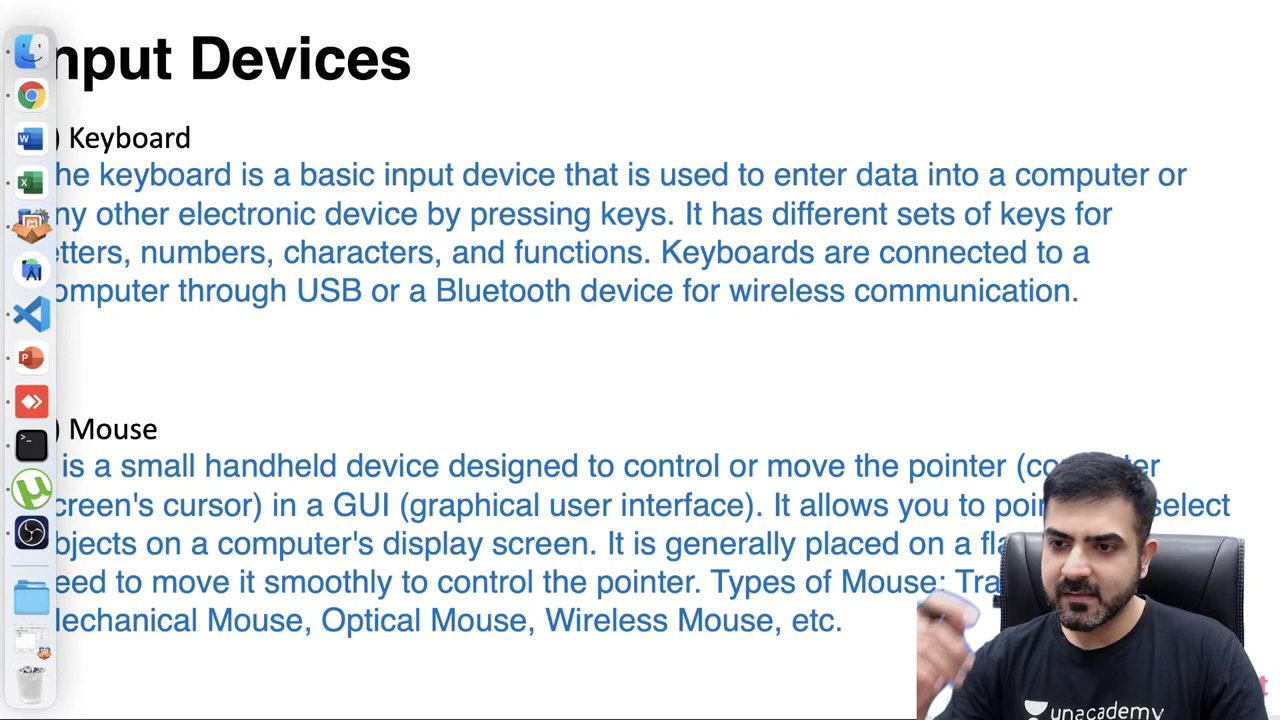 nput Devices
) Keyboard
he keyboard is a basic input device that is used to enter data into a computer or
ny other electronic device by pressing keys. It has different sets of keys for
etters, numbers, characters, and functions. Keyboards are connected to a
omputer through USB or a Bluetooth device for wireless communication.
) Mouse
is a small handheld device designed to control or move the pointer (co ter
creen's cursor) in a GUI (graphical user interface). It allows you to poin select
bjects on a computer's display screen. It is generally placed on a fla
eed to move it smoothly to control the pointer. Types of Mouse: Tra
echanical Mouse, Optical Mouse, Wireless Mouse, etc.
unacademy